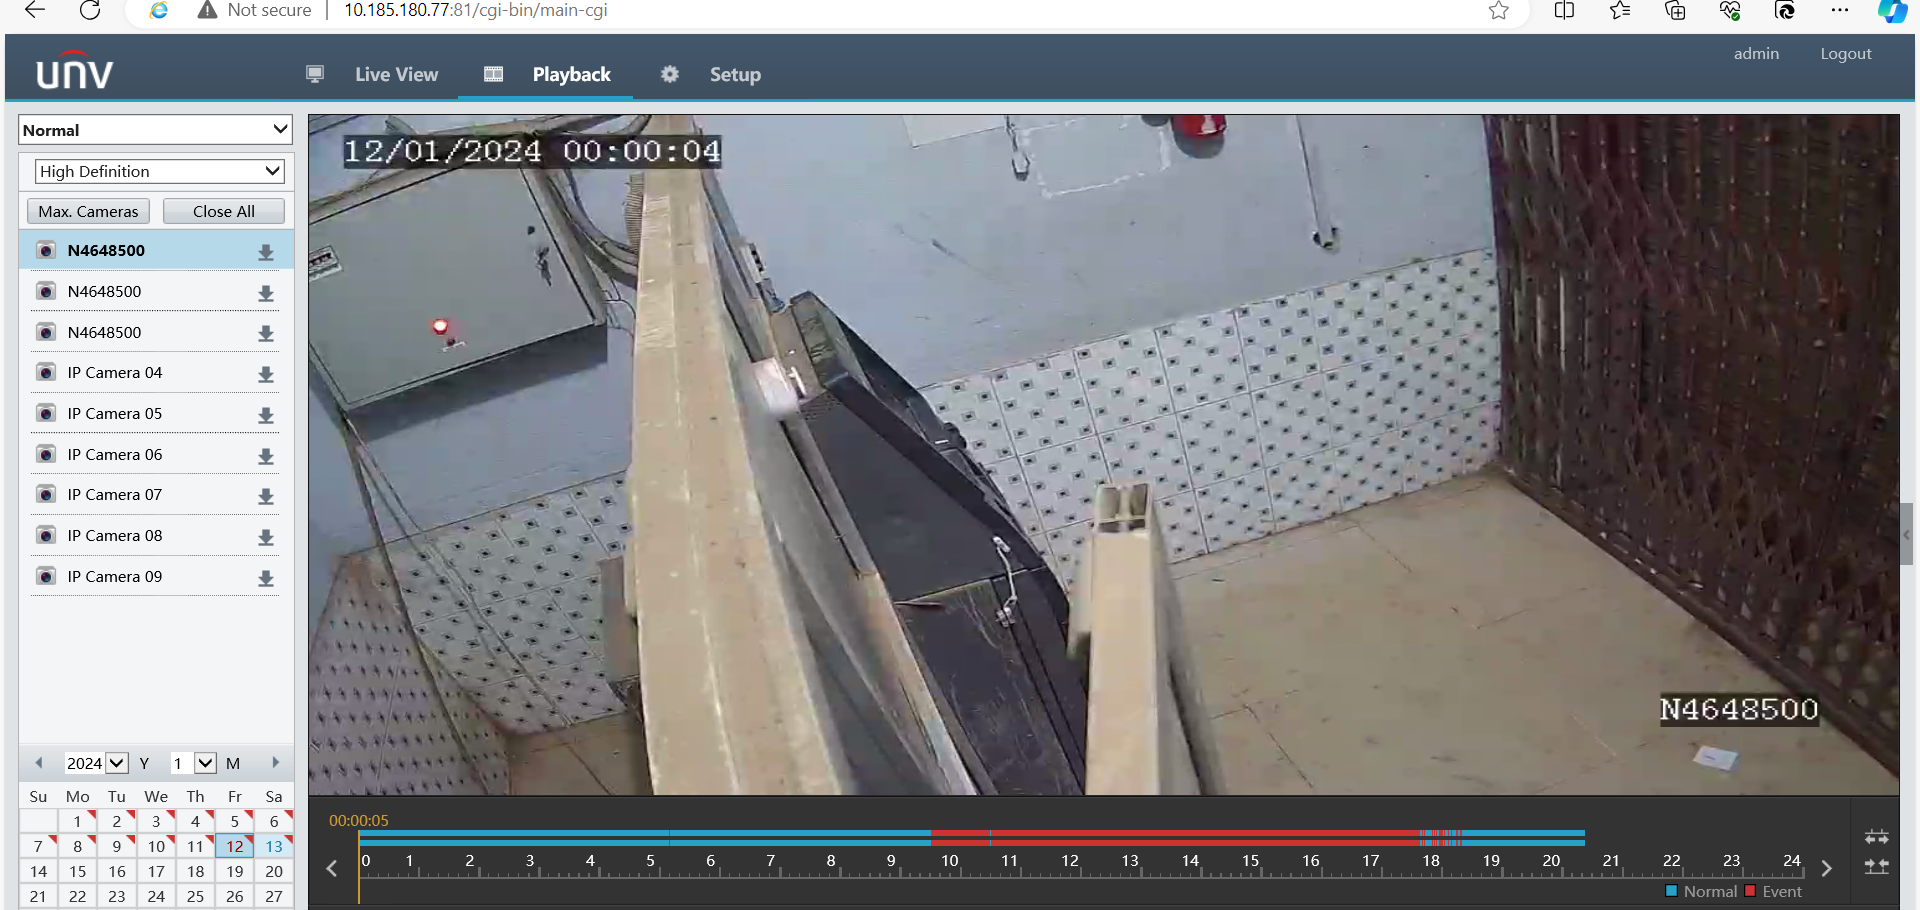 Not secure 10.185.180.77:81/cgi-bin/main-cgi
unv Live View Playback Setup admin Logout
Normal
High Definition
Max. Cameras Close All
N4648500
N4648500
N4648500
IP Camera 04
IP Camera 05
IP Camera 06
IP Camera 07
IP Camera 08
IP Camera 09
2024 Y 1 M
Su Mo Tu We Th Fr Sa
1 2 3 4 5 6
7 8 9 10 11 12 13
14 15 16 17 18 19 20
21 22 23 24 25 26 27
12/01/2024 00:00:04
N4648500
00:00:05
0 1 2 3 4 5 6 7 8 9 10 11 12 13 14 15 16 17 18 19 20 21 22 23 24
Normal Event